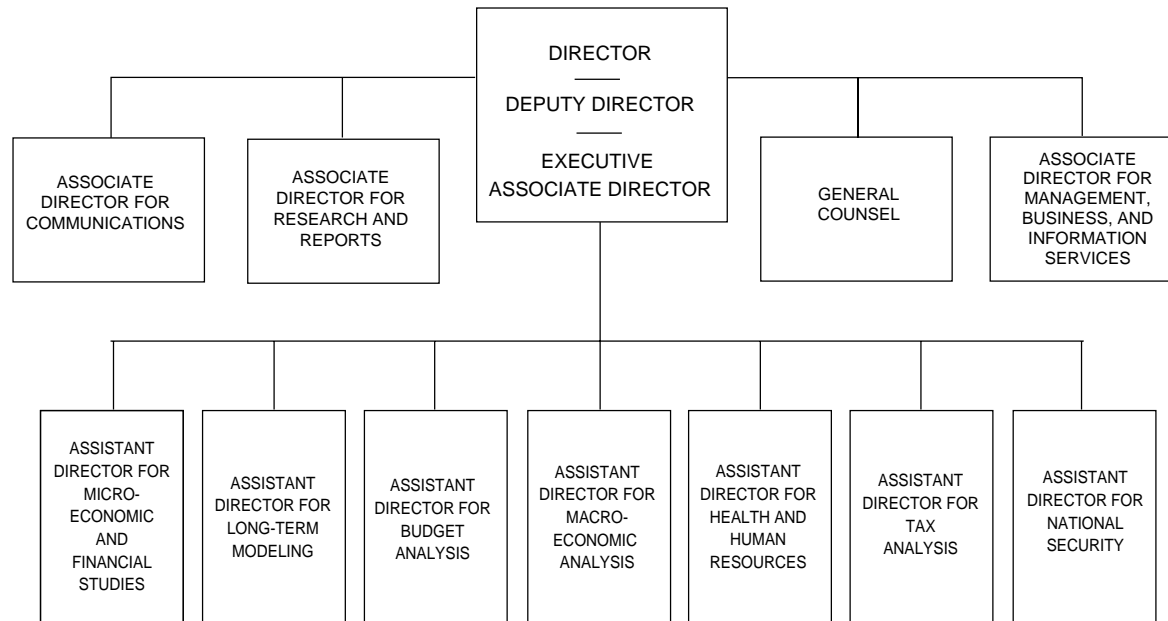 DIRECTOR
DEPUTY DIRECTOR
EXECUTIVE
ASSOCIATE DIRECTOR
ASSOCIATE
DIRECTOR FOR
COMMUNICATIONS
ASSOCIATE
DIRECTOR FOR
RESEARCH AND
REPORTS
GENERAL
COUNSEL
ASSOCIATE
DIRECTOR FOR
MANAGEMENT,
BUSINESS, AND
INFORMATION
SERVICES
ASSISTANT
DIRECTOR FOR
MICRO-
ECONOMIC
AND
FINANCIAL
STUDIES
ASSISTANT
DIRECTOR FOR
LONG-TERM
MODELING
ASSISTANT
DIRECTOR FOR
BUDGET
ANALYSIS
ASSISTANT
DIRECTOR FOR
MACRO-
ECONOMIC
ANALYSIS
ASSISTANT
DIRECTOR FOR
HEALTH AND
HUMAN
RESOURCES
ASSISTANT
DIRECTOR FOR
TAX
ANALYSIS
ASSISTANT
DIRECTOR FOR
NATIONAL
SECURITY